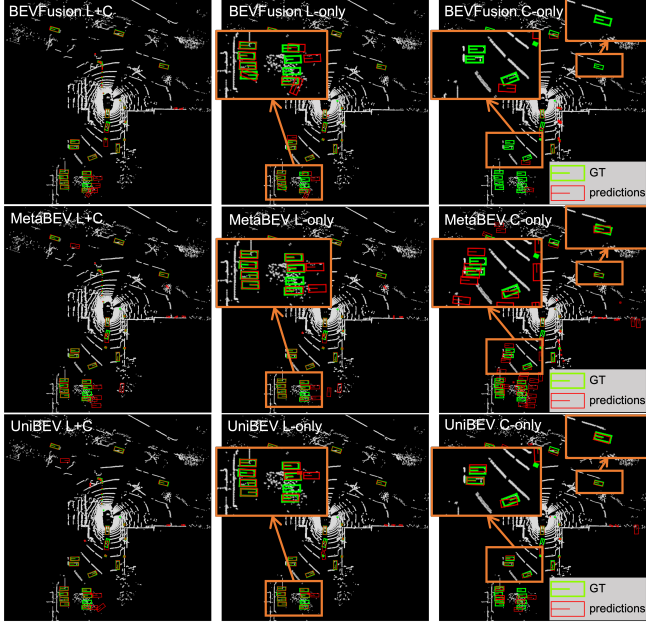 BEVFusion L+C
BEVFusion L-only
BEVFusion C-only
GT
predictions
MetaBEV L+C
MetaBEV L-only
MetaBEV C-only
GT
predictions
UniBEV L+C
UniBEV L-only
UniBEV C-only
GT
predictions